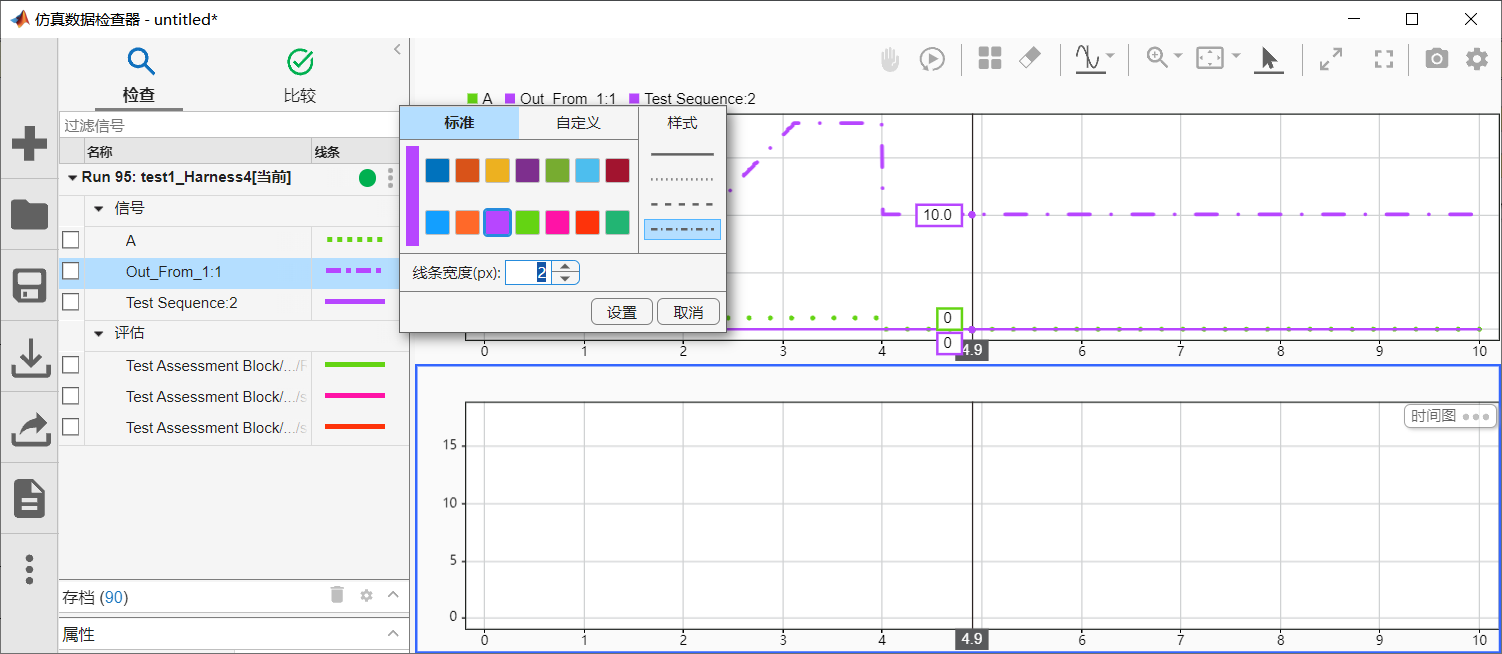 仿真数据检查器 - untitled*
检查
比较
过滤信号
名称
线条
Run 95: test1_Harness4[当前]
信号
A
Out_From_1:1
Test Sequence:2
评估
Test Assessment Block/.../F
Test Assessment Block/.../s
Test Assessment Block/.../s
存档 (90)
属性
A Out_From_1:1 Test Sequence:2
标准
自定义
样式
线条宽度(px): 2
设置
取消
10.0
0
0
0 1 2 3 4 4.9 6 7 8 9 10
时间图
15
10
5
0
0 1 2 3 4 4.9 6 7 8 9 10